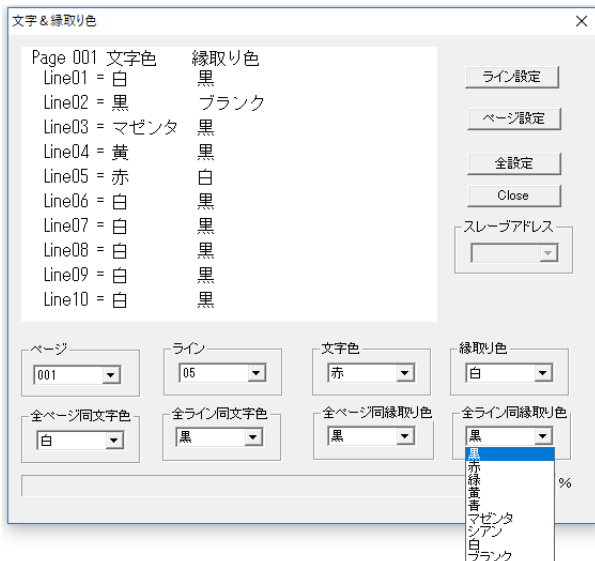 文字＆縁取り色
Page 001 文字色 縁取り色
Line01 = 白 黒
Line02 = 黒 ブランク
Line03 = マゼンタ 黒
Line04 = 黄 黒
Line05 = 赤 白
Line06 = 白 黒
Line07 = 白 黒
Line08 = 白 黒
Line09 = 白 黒
Line10 = 白 黒
ライン設定
ページ設定
全設定
Close
スレーブアドレス
ページ ライン 文字色 縁取り色
001 05 赤 白
全ページ同文字色 全ライン同文字色 全ページ同縁取り色 全ライン同縁取り色
白 黒 黒 黒
黒
赤
緑
黄
青
マゼンタ
シアン
白
ブランク
%